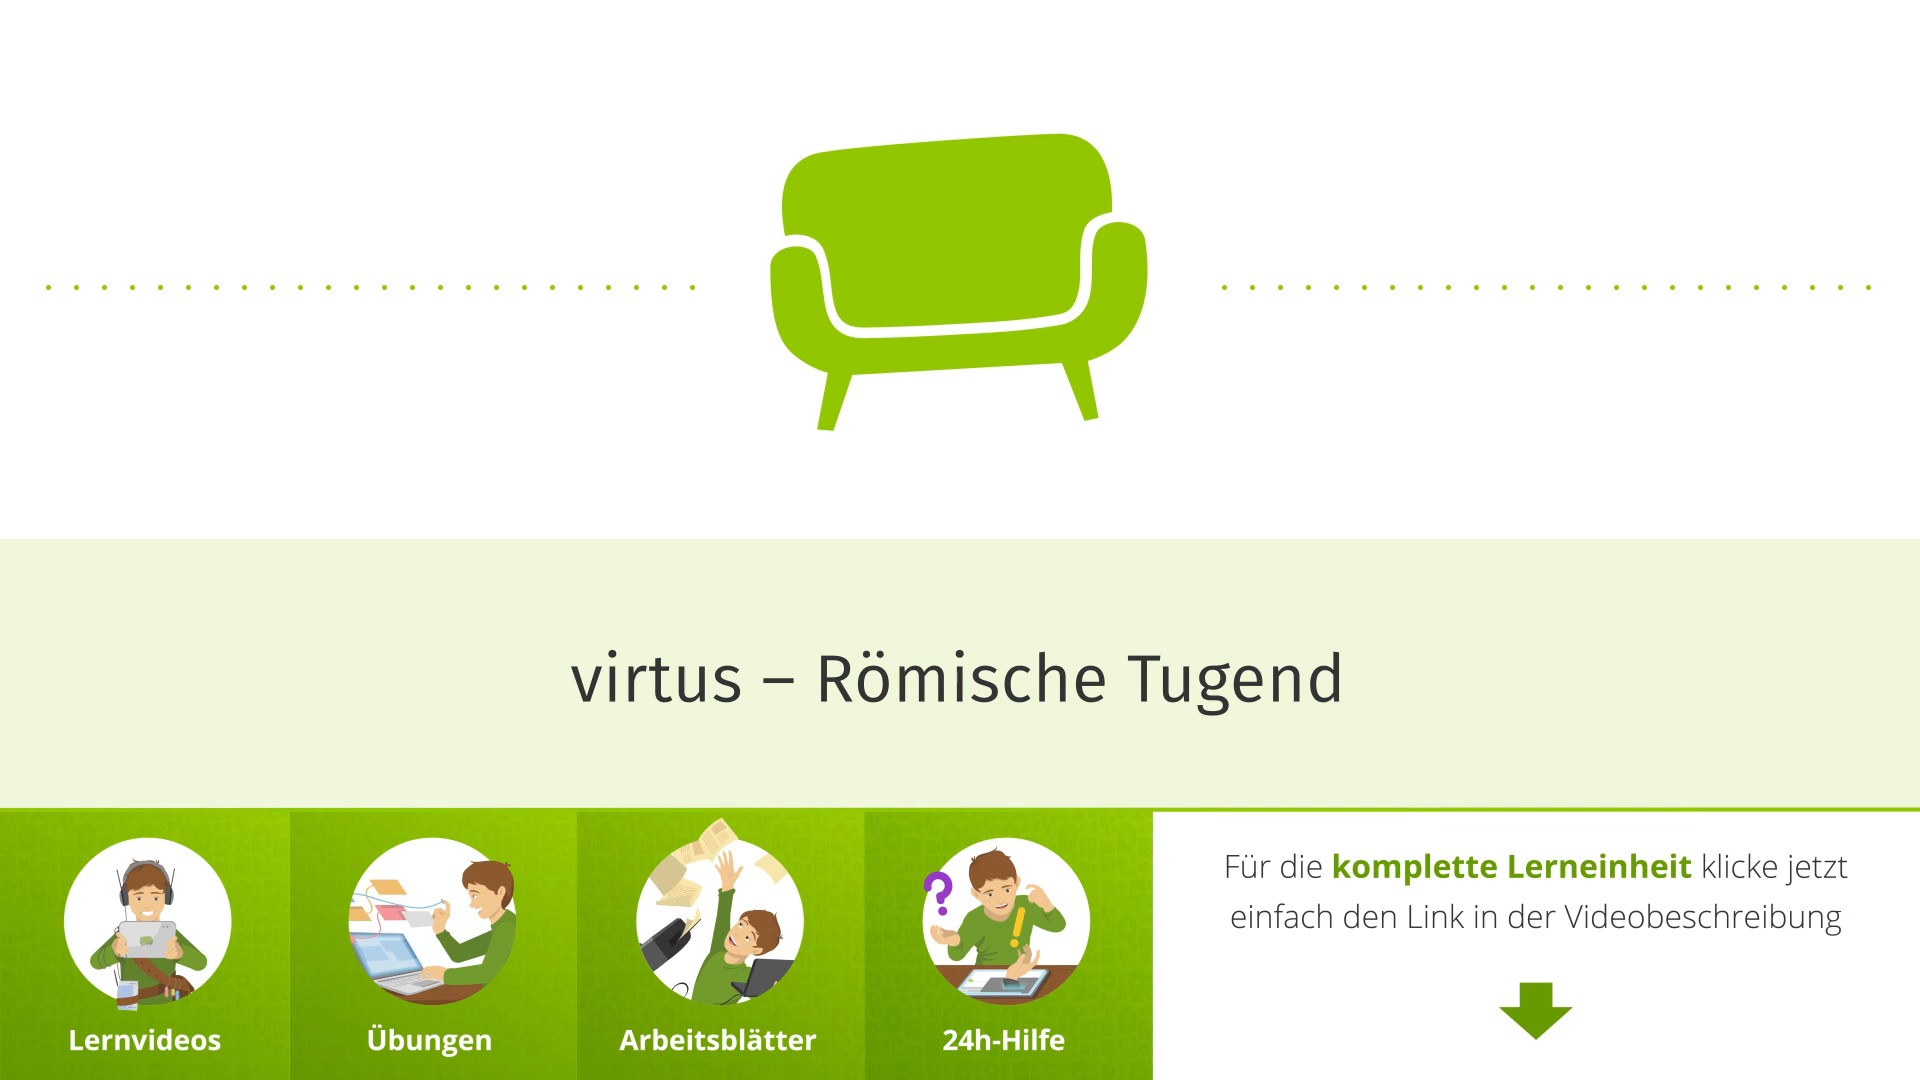 virtus – Römische Tugend
Lernvideos
Übungen
Arbeitsblätter
24h-Hilfe
Für die komplette Lerneinheit klicke jetzt
einfach den Link in der Videobeschreibung